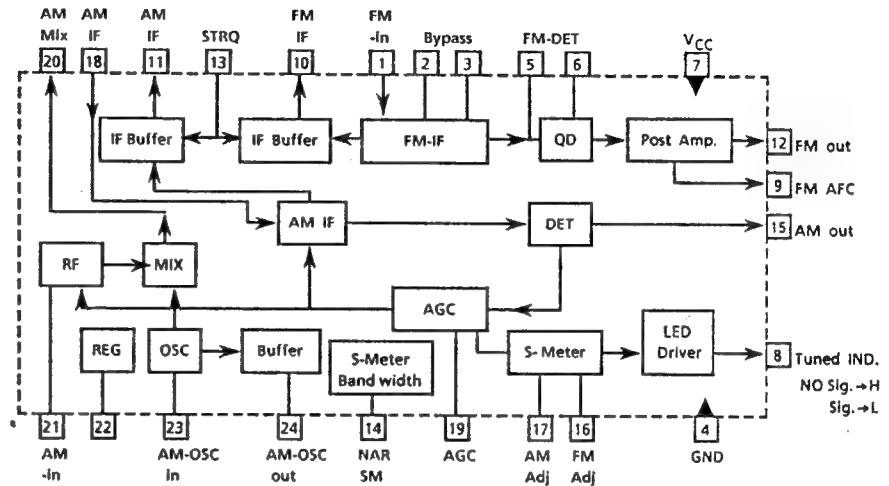 AM AM AM FM FM
Mix IF IF STRQ IF -In Bypass FM-DET VCC
20 18 11 13 10 1 2 3 5 6 7
IF Buffer IF Buffer FM-IF QD Post Amp. 12 FM out
9 FM AFC
AM IF DET 15 AM out
RF MIX
AGC
REG OSC Buffer S-Meter S-Meter LED
Band width Driver 8 Tuned IND.
NO Sig.→H
Sig.→L
21 22 23 24 14 19 17 16 4
AM AM-OSC AM-OSC NAR AGC AM FM GND
-in in out SM Adj Adj